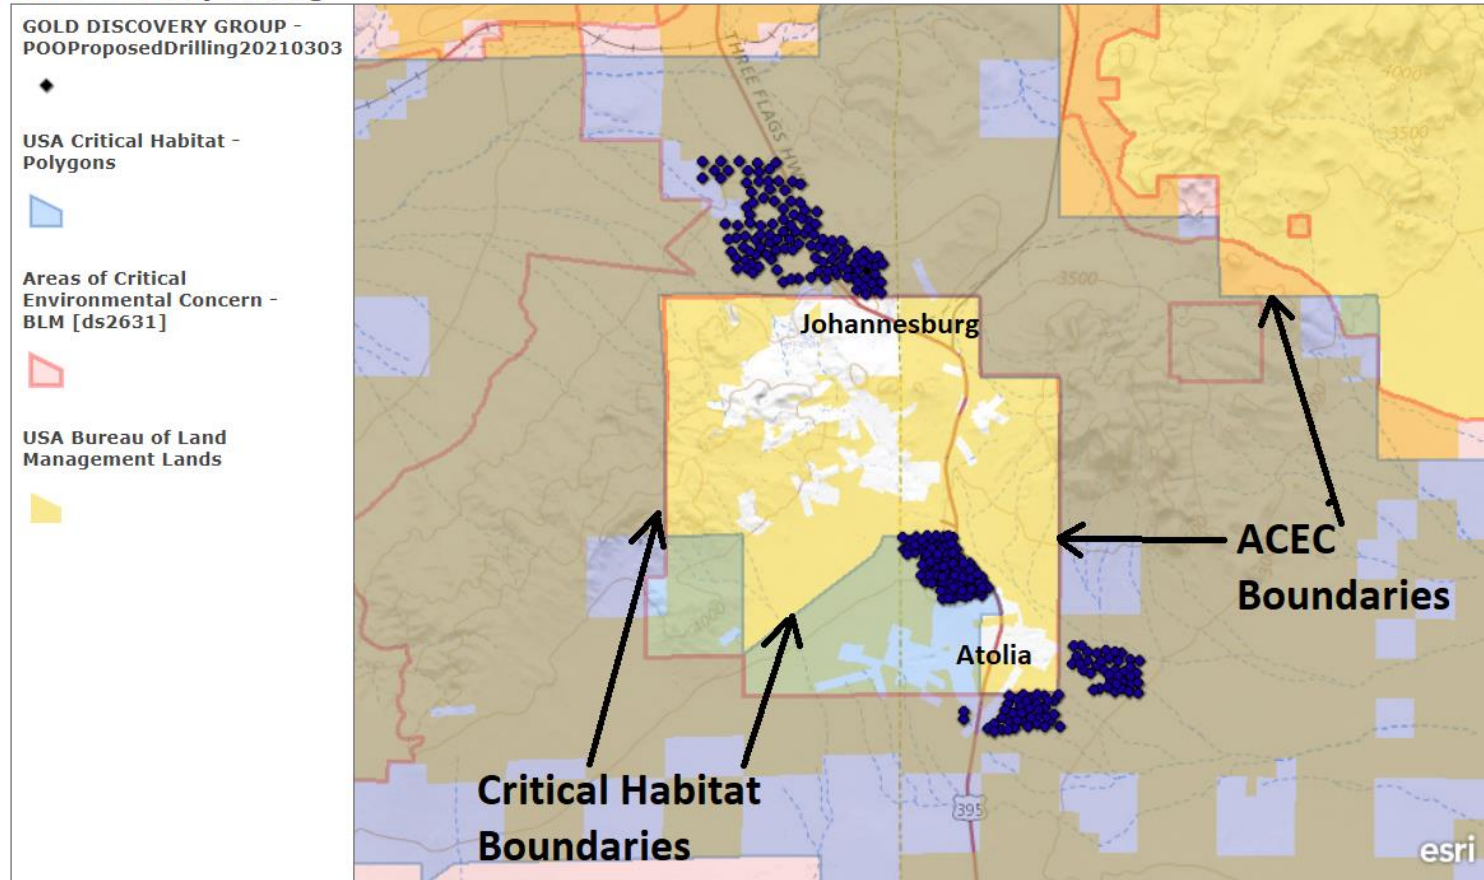 GOLD DISCOVERY GROUP -
POOProposedDrilling20210303
USA Critical Habitat -
Polygons
Areas of Critical
Environmental Concern -
BLM [ds2631]
USA Bureau of Land
Management Lands
THREE FLAGS HWY
4000
3500
3500
Johannesburg
ACEC
Boundaries
4000
Atolia
Critical Habitat
Boundaries
395
esri